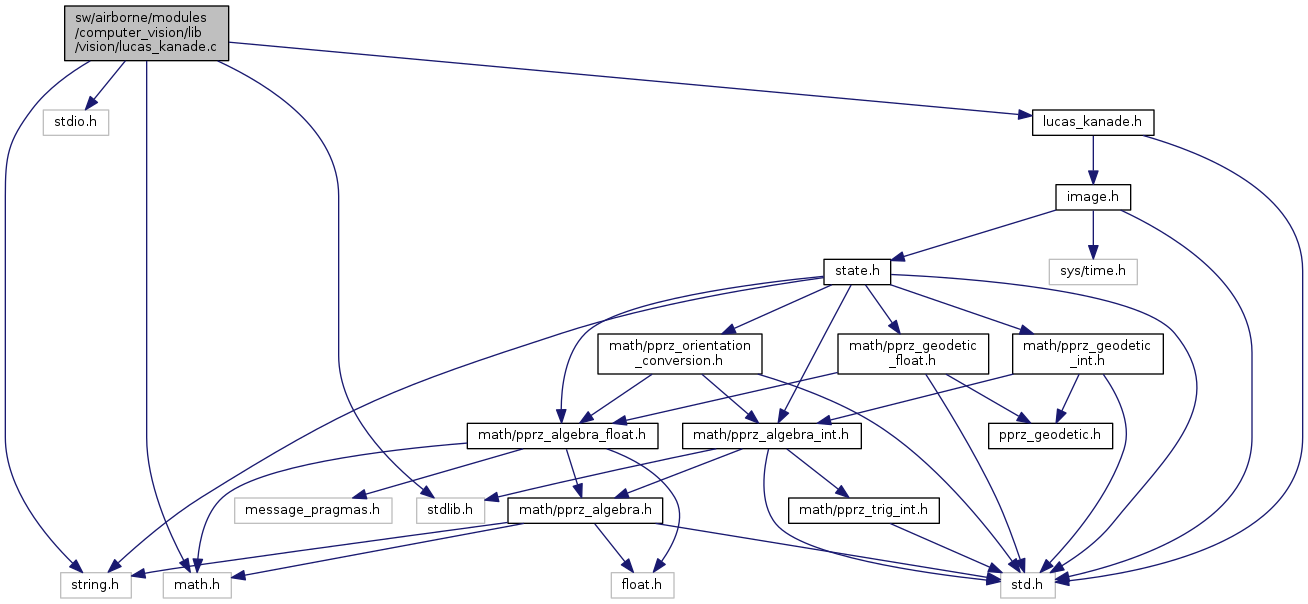 sw/airborne/modules
/computer_vision/lib
/vision/lucas_kanade.c
stdio.h
lucas_kanade.h
image.h
state.h
sys/time.h
math/pprz_orientation
_conversion.h
math/pprz_geodetic
_float.h
math/pprz_geodetic
_int.h
math/pprz_algebra_float.h
math/pprz_algebra_int.h
pprz_geodetic.h
message_pragmas.h
stdlib.h
math/pprz_algebra.h
math/pprz_trig_int.h
string.h
math.h
float.h
std.h